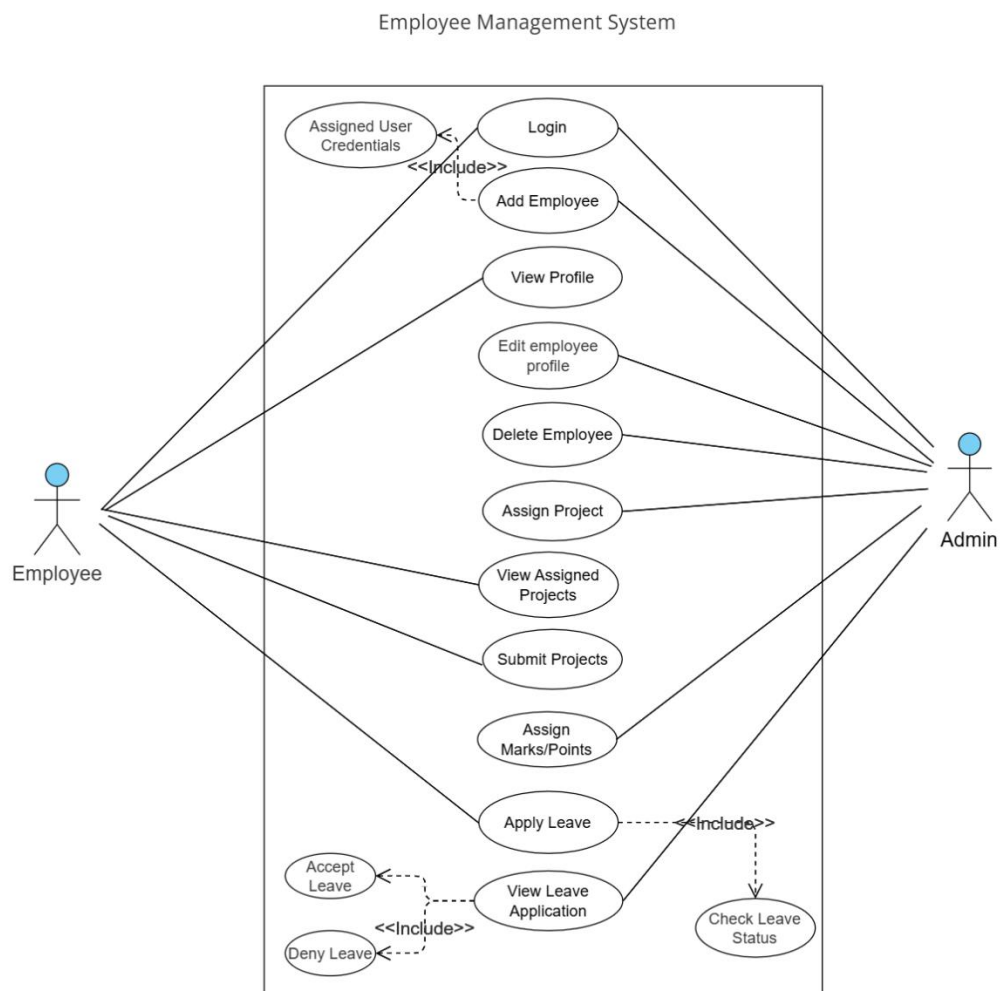 Employee Management System
Assigned User
Credentials
Login
<<Include>>
Add Employee
View Profile
Edit employee
profile
Delete Employee
Assign Project
Employee
Admin
View Assigned
Projects
Submit Projects
Assign
Marks/Points
Apply Leave
<<Include>>
Accept
Leave
View Leave
Application
<<Include>>
Deny Leave
Check Leave
Status